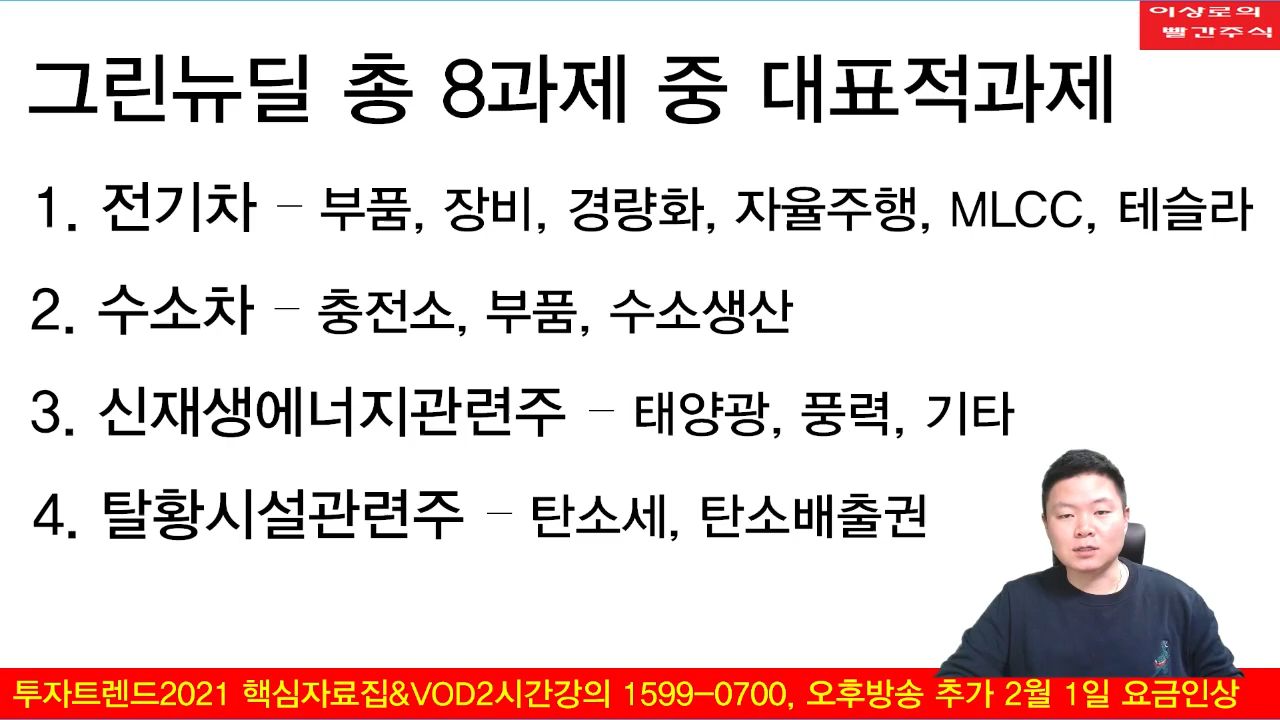 이상로의
빨간주식
그린뉴딜 총 8과제 중 대표적과제
1. 전기차 - 부품, 장비, 경량화, 자율주행, MLCC, 테슬라
2. 수소차 - 충전소, 부품, 수소생산
3. 신재생에너지관련주 - 태양광, 풍력, 기타
4. 탈황시설관련주 - 탄소세, 탄소배출권
투자트렌드2021 핵심자료집&VOD2시간강의 1599-0700, 오후방송 추가 2월 1일 요금인상